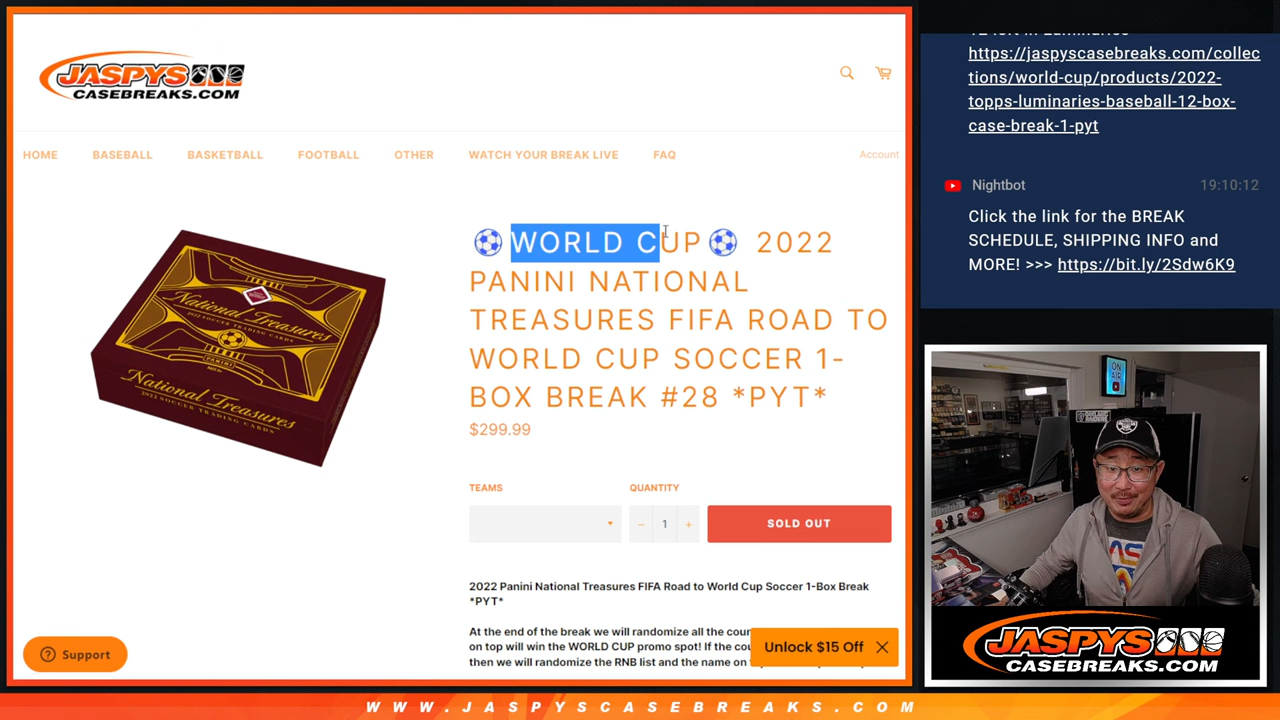 JASPYS
CASEBREAKS.COM
HOME BASEBALL BASKETBALL FOOTBALL OTHER WATCH YOUR BREAK LIVE FAQ Account
⚽WORLD CUP⚽ 2022
PANINI NATIONAL
TREASURES FIFA ROAD TO
WORLD CUP SOCCER 1-
BOX BREAK #28 *PYT*
$299.99
TEAMS QUANTITY
− 1 + SOLD OUT
2022 Panini National Treasures FIFA Road to World Cup Soccer 1-Box Break
*PYT*
At the end of the break we will randomize all the
on top will win the WORLD CUP promo spot! If the
then we will randomize the RNB list and the name on
Support
Unlock $15 Off
National Treasures
2022 SOCCER TRADING CARDS
PANINI
National Treasures
2022 SOCCER TRADING CARDS
https://jaspyscasebreaks.com/collec
tions/world-cup/products/2022-
topps-luminaries-baseball-12-box-
case-break-1-pyt
Nightbot 19:10:12
Click the link for the BREAK
SCHEDULE, SHIPPING INFO and
MORE! >>> https://bit.ly/2Sdw6K9
ON
AIR
JASPYS
CASEBREAKS.COM
WWW.JASPYSCASEBREAKS.COM